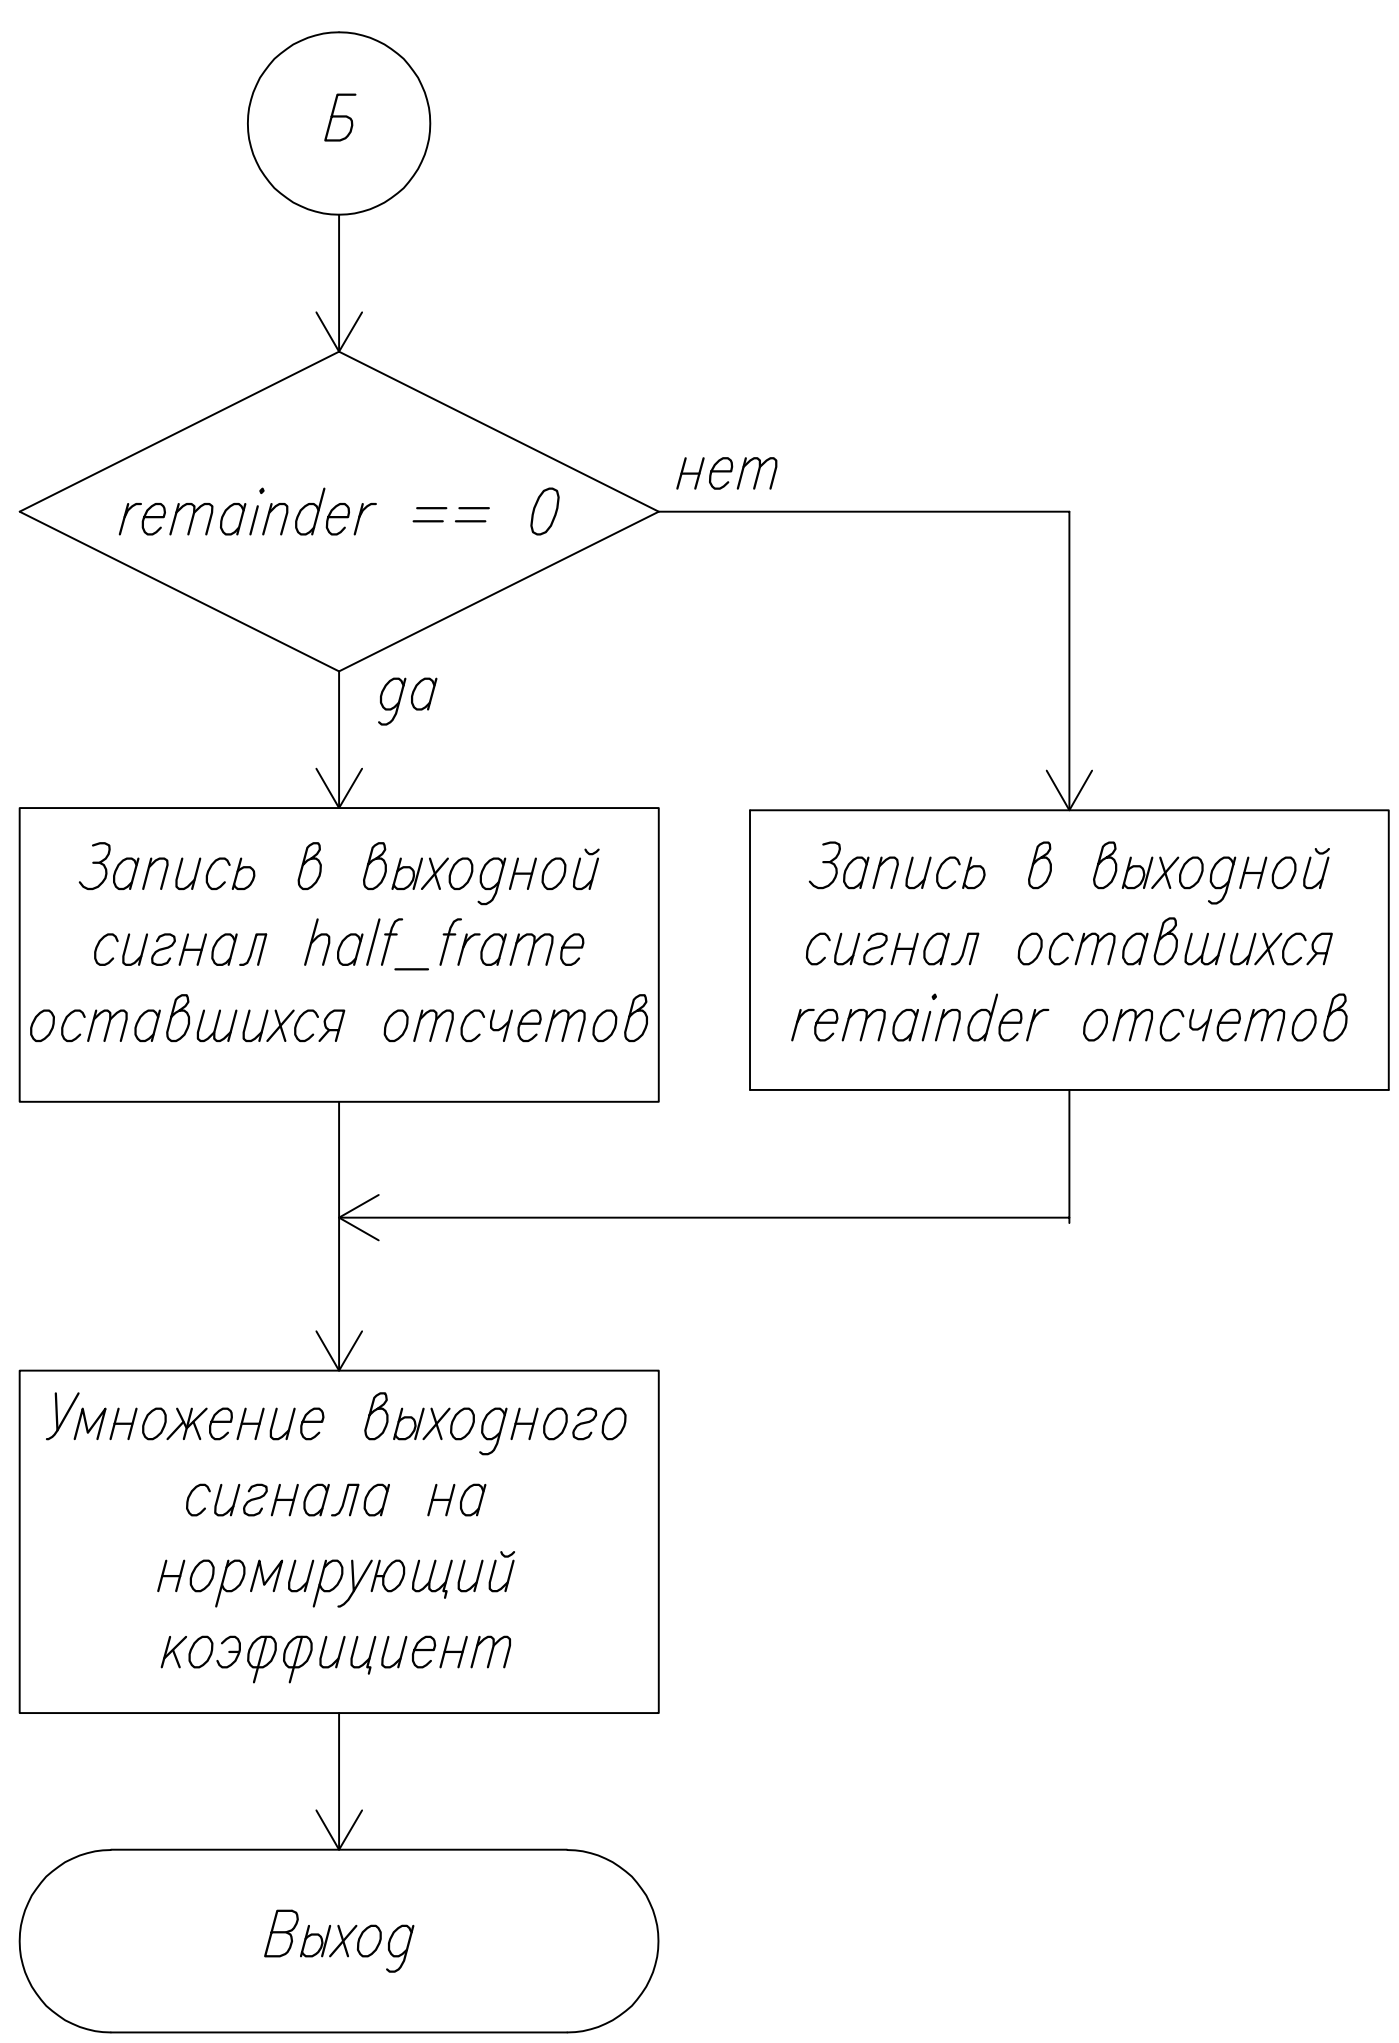 Б
remainder == 0
нет
да
Запись в выходной
сигнал half_frame
оставшихся отсчетов
Запись в выходной
сигнал оставшихся
remainder отсчетов
Умножение выходного
сигнала на
нормирующий
коэффициент
Выход